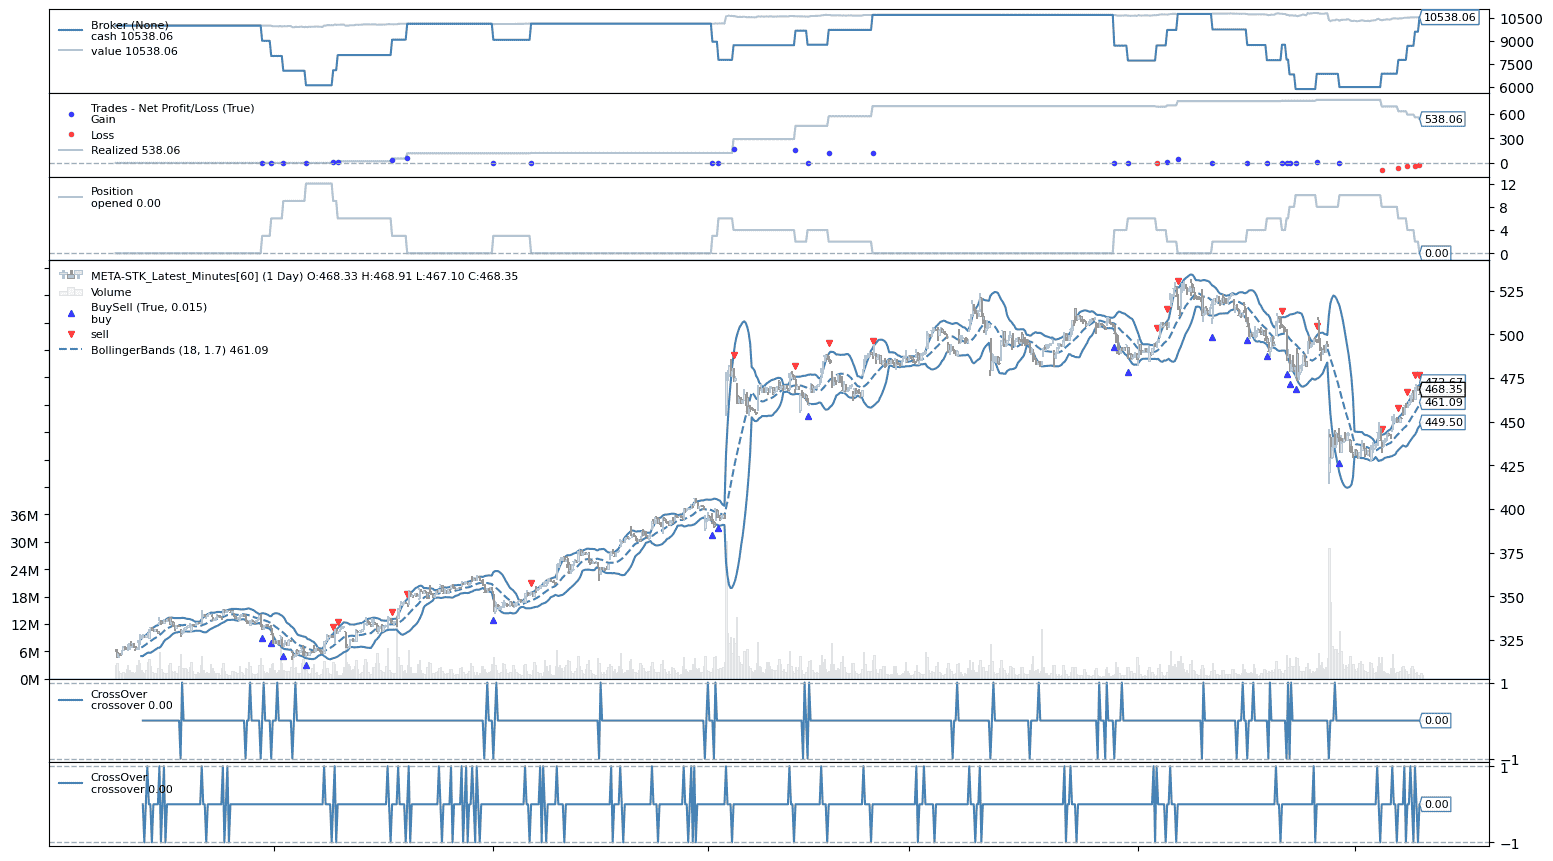 Broker (None)
cash 10538.06
value 10538.06
10538.06
10500
9000
7500
6000
Trades - Net Profit/Loss (True)
Gain
Loss
Realized 538.06
538.06
600
300
0
Position
opened 0.00
0.00
12
8
4
0
META-STK_Latest_Minutes[60] (1 Day) O:468.33 H:468.91 L:467.10 C:468.35
Volume
BuySell (True, 0.015)
buy
sell
BollingerBands (18, 1.7) 461.09
468.35
461.09
449.50
525
500
475
450
425
400
375
350
325
36M
30M
24M
18M
12M
6M
0M
CrossOver
crossover 0.00
0.00
1
−1
CrossOver
crossover 0.00
0.00
1
−1